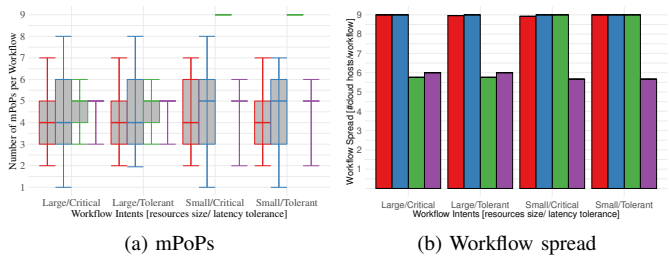 9
8
7
6
5
4
3
2
1
Number of mPoPs per Workflow
Large/Critical Large/Tolerant Small/Critical Small/Tolerant
Workflow Intents [resources size/ latency tolerance]
(a) mPoPs
9
8
7
6
5
4
3
2
1
Workflow Spread [#cloud hosts/workflow]
Large/Critical Large/Tolerant Small/Critical Small/Tolerant
Workflow Intents [resources size/ latency tolerance]
(b) Workflow spread